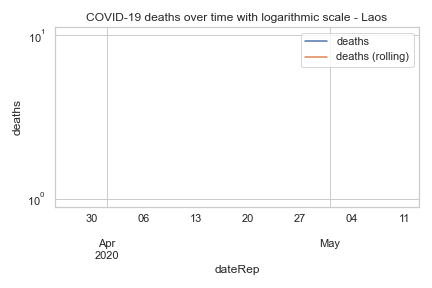 COVID-19 deaths over time with logarithmic scale - Laos
10¹
deaths
deaths (rolling)
deaths
10⁰
30 06 13 20 27 04 11
Apr May
2020
dateRep